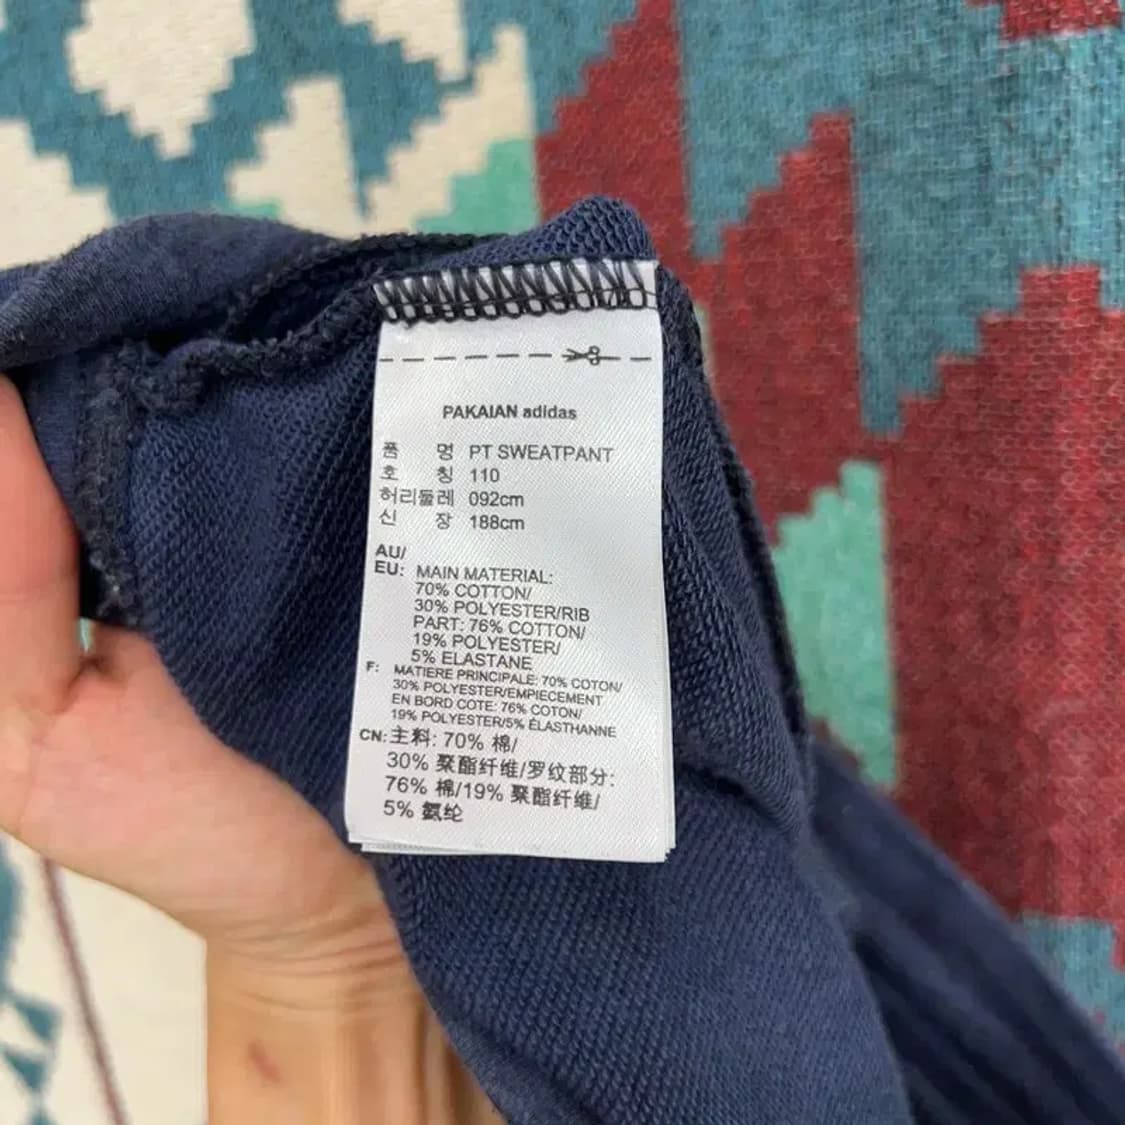 PAKAIAN adidas
품 명 PT SWEATPANT
호 칭 110
허리둘레 092cm
신 장 188cm
AU/
EU: MAIN MATERIAL:
70% COTTON/
30% POLYESTER/RIB
PART: 76% COTTON/
19% POLYESTER/
5% ELASTANE
F: MATIERE PRINCIPALE: 70% COTON/
30% POLYESTER/EMPIECEMENT
EN BORD COTE: 76% COTON/
19% POLYESTER/5% ÉLASTHANNE
CN: 主料: 70% 棉/
30% 聚酯纤维/罗纹部分:
76% 棉/19% 聚酯纤维/
5% 氨纶